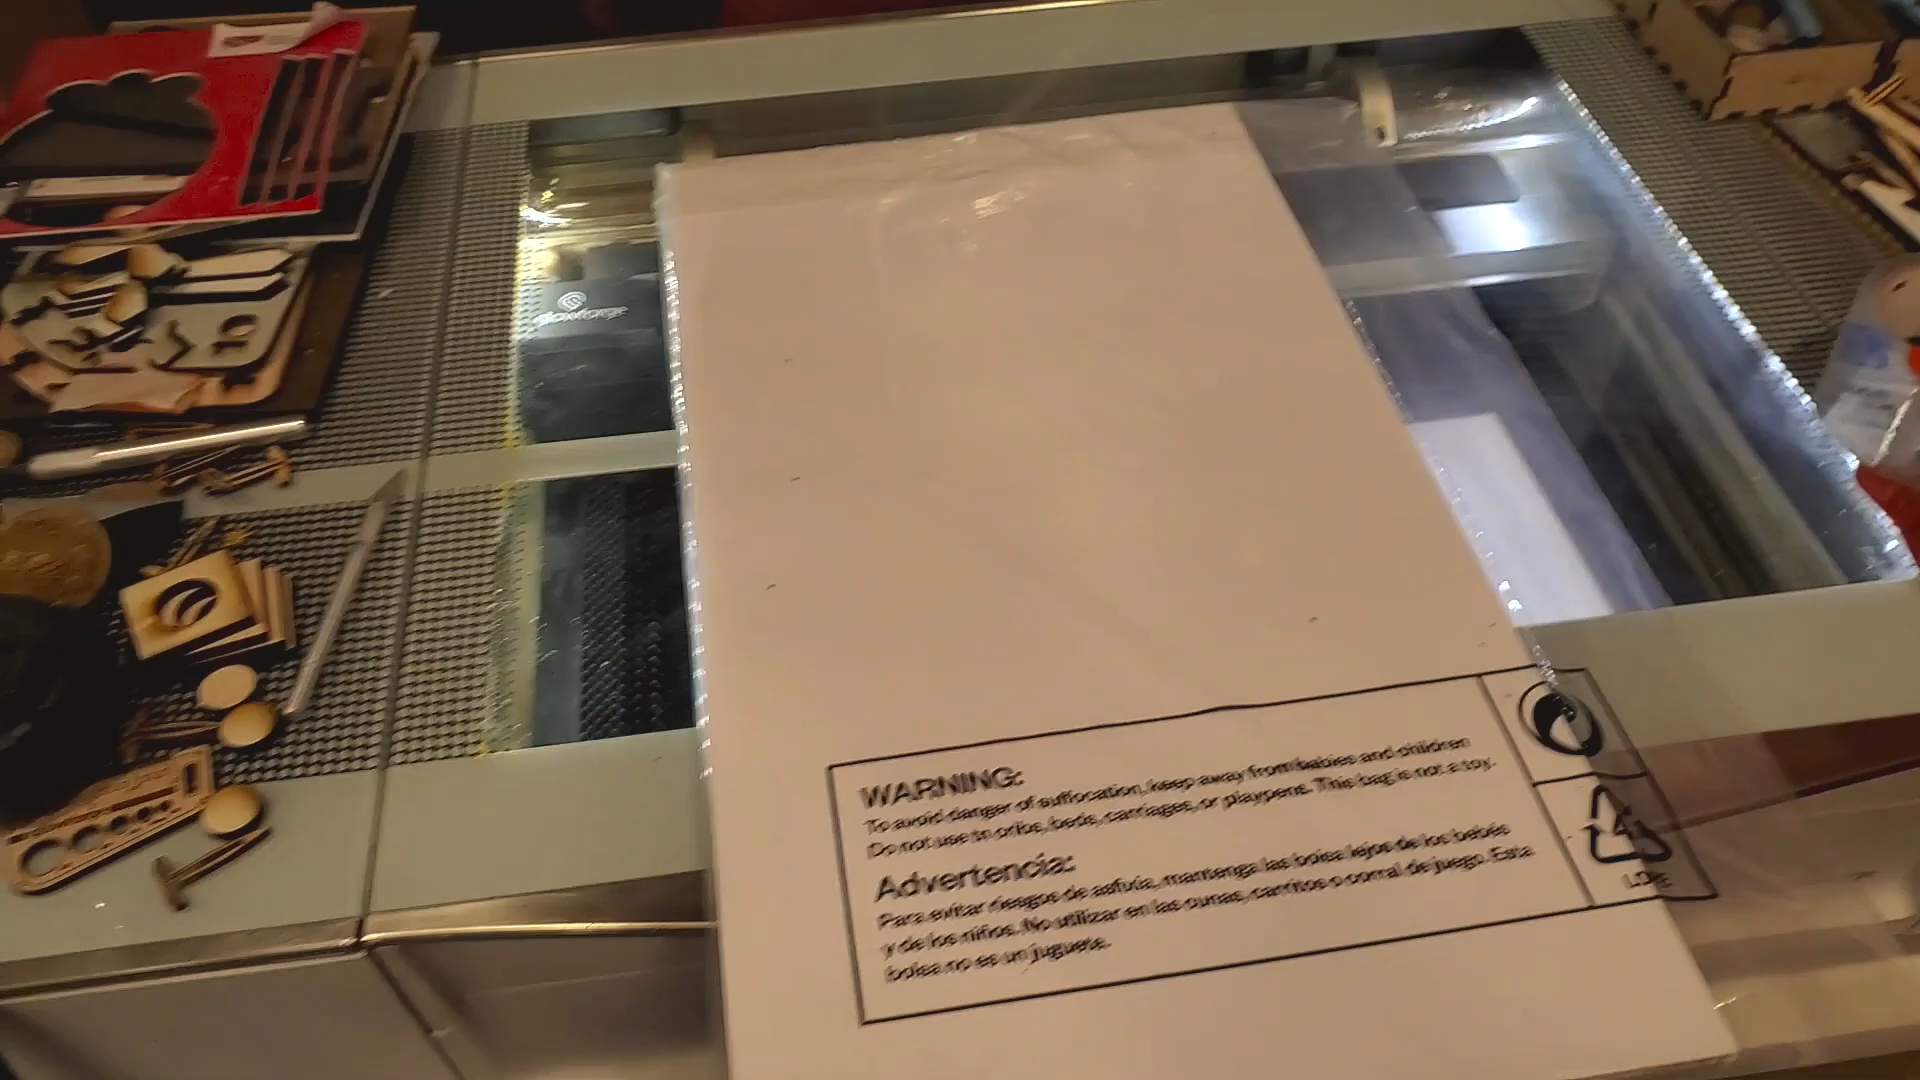 glowforge
WARNING:
To avoid danger of suffocation, keep away from babies and children
Do not use in cribs, beds, carriages, or playpens. This bag is not a toy.
Advertencia:
Para evitar riesgos de asfixia, mantenga las bolsa lejos de los bebés
y de los niños. No utilizar en las cunas, carritos o corral de juego. Esta
bolsa no es un juguete.
4
LDPE